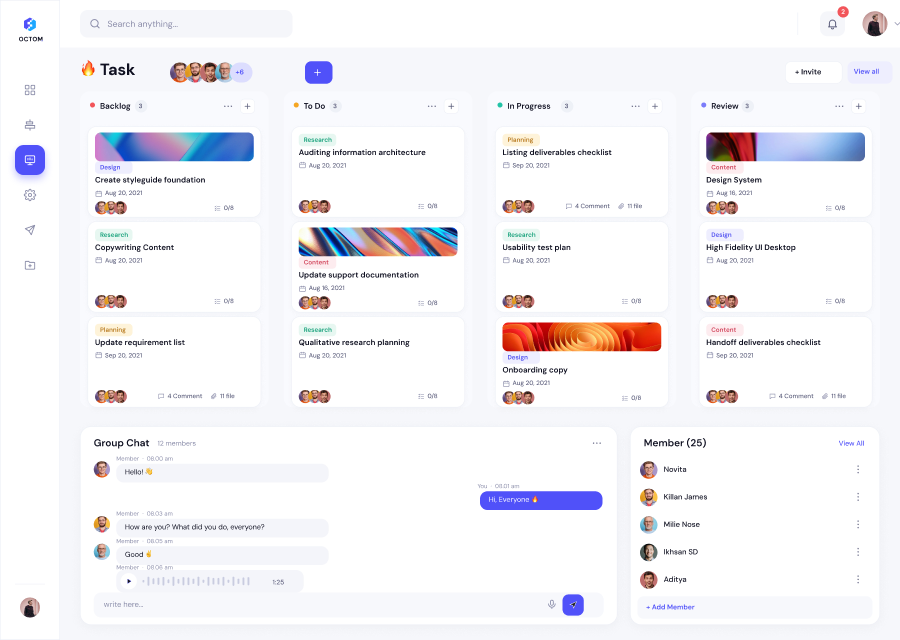 OCTOM
Search anything...
2
🔥 Task
+6
+
+ Invite
View all
Backlog 3
Design
Create styleguide foundation
Aug 20, 2021
0/8
Research
Copywriting Content
Aug 20, 2021
0/8
Planning
Update requirement list
Sep 20, 2021
4 Comment 11 file
To Do 3
Research
Auditing information architecture
Aug 20, 2021
0/8
Content
Update support documentation
Aug 16, 2021
0/8
Research
Qualitative research planning
Aug 20, 2021
0/8
In Progress 3
Planning
Listing deliverables checklist
Sep 20, 2021
4 Comment 11 file
Research
Usability test plan
Aug 20, 2021
0/8
Design
Onboarding copy
Aug 20, 2021
0/8
Review 3
Content
Design System
Aug 16, 2021
0/8
Design
High Fidelity UI Desktop
Aug 20, 2021
0/8
Content
Handoff deliverables checklist
Sep 20, 2021
4 Comment 11 file
Group Chat 12 members
Member · 08.00 am
Hello! 👋
You · 08.01 am
Hi, Everyone 🔥
Member · 08.03 am
How are you? What did you do, everyone?
Member · 08.05 am
Good ✌
Member · 08.06 am
1:25
write here...
Member (25)
View All
Novita
Killan James
Milie Nose
Ikhsan SD
Aditya
+ Add Member